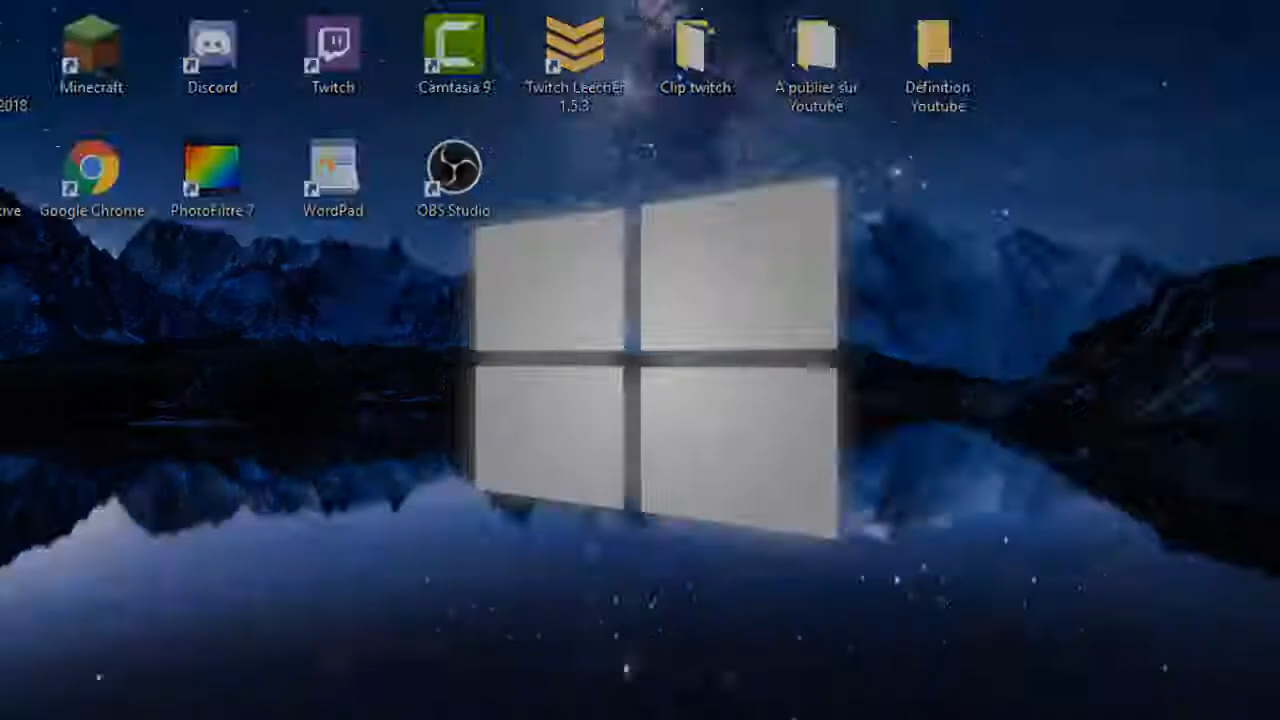 Minecraft
Discord
Twitch
Camtasia 9
Twitch Leecher
1.5.3
Clip twitch
A publier sur
Youtube
Définition
Youtube
2018
Google Chrome
PhotoFiltre 7
WordPad
OBS Studio